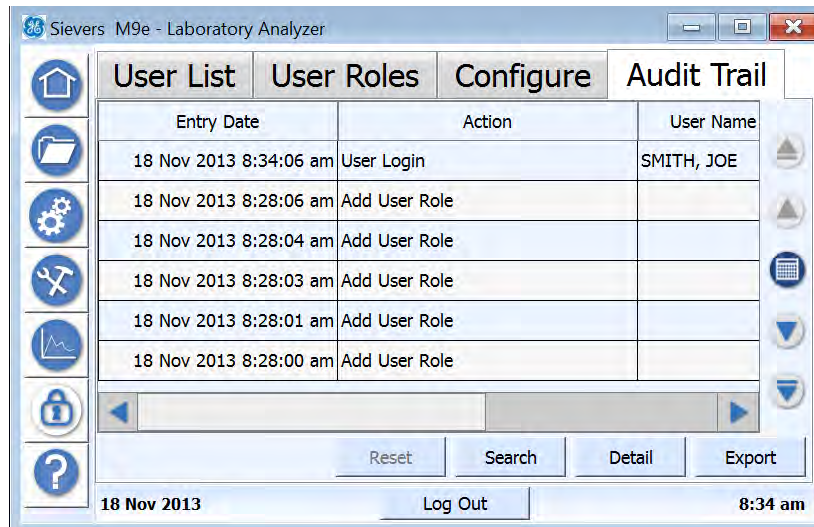 Sievers M9e - Laboratory Analyzer
User List User Roles Configure Audit Trail
Entry Date Action User Name
18 Nov 2013 8:34:06 am User Login SMITH, JOE
18 Nov 2013 8:28:06 am Add User Role
18 Nov 2013 8:28:04 am Add User Role
18 Nov 2013 8:28:03 am Add User Role
18 Nov 2013 8:28:01 am Add User Role
18 Nov 2013 8:28:00 am Add User Role
Reset Search Detail Export
18 Nov 2013 Log Out 8:34 am